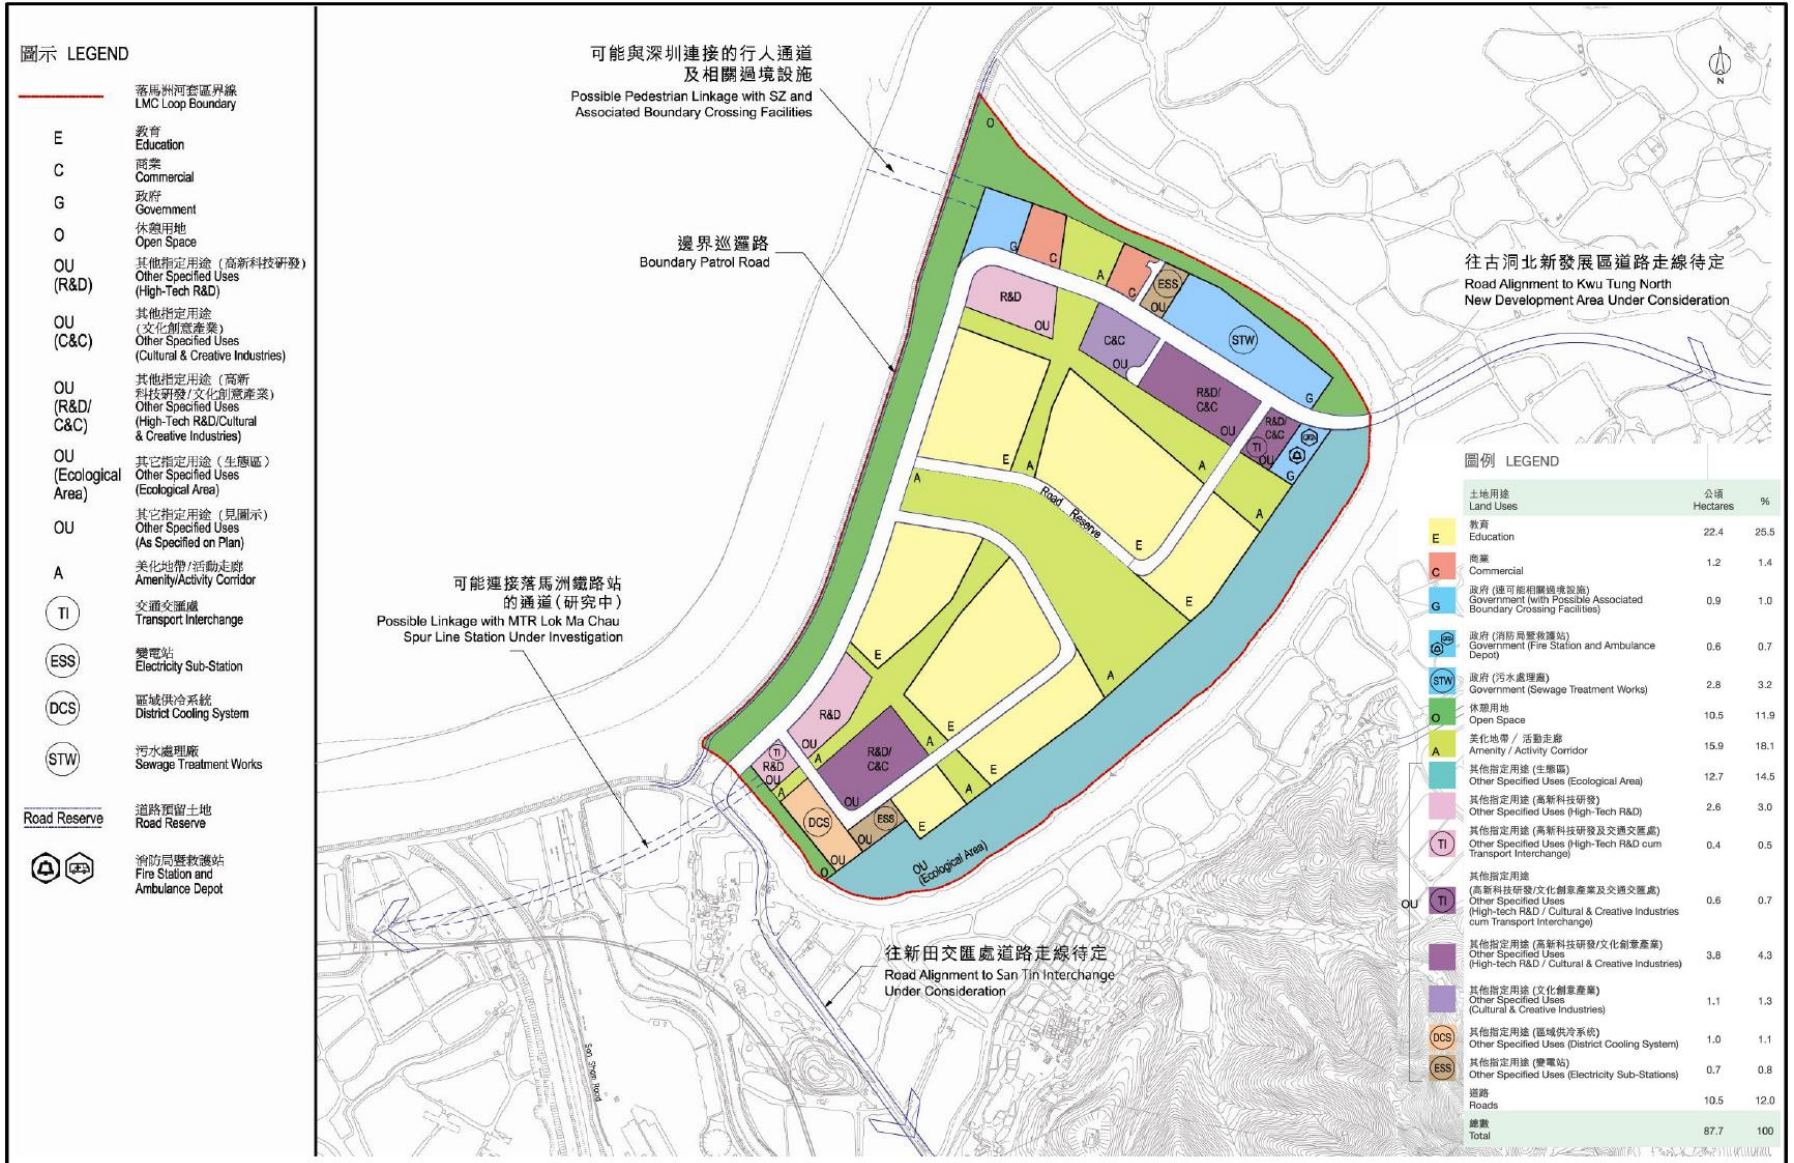 圖示 LEGEND
落馬洲河套區界線
LMC Loop Boundary
E
教育
Education
C
商業
Commercial
G
政府
Government
O
休憩用地
Open Space
OU
(R&D)
其他指定用途 (高新科技研發)
Other Specified Uses
(High-Tech R&D)
OU
(C&C)
其他指定用途
(文化創意產業)
Other Specified Uses
(Cultural & Creative Industries)
OU
(R&D/
C&C)
其他指定用途 (高新
科技研發/文化創意產業)
Other Specified Uses
(High-Tech R&D/Cultural
& Creative Industries)
OU
(Ecological
Area)
其它指定用途 (生態區)
Other Specified Uses
(Ecological Area)
OU
其它指定用途 (見圖示)
Other Specified Uses
(As Specified on Plan)
A
美化地帶/活動走廊
Amenity/Activity Corridor
TI
交通交匯處
Transport Interchange
ESS
變電站
Electricity Sub-Station
DCS
區域供冷系統
District Cooling System
STW
污水處理廠
Sewage Treatment Works
Road Reserve
道路預留土地
Road Reserve
消防局暨救護站
Fire Station and
Ambulance Depot
可能與深圳連接的行人通道
及相關過境設施
Possible Pedestrian Linkage with SZ and
Associated Boundary Crossing Facilities
N
邊界巡邏路
Boundary Patrol Road
往古洞北新發展區道路走線待定
Road Alignment to Kwu Tung North
New Development Area Under Consideration
可能連接落馬洲鐵路站
的通道(研究中)
Possible Linkage with MTR Lok Ma Chau
Spur Line Station Under Investigation
往新田交匯處道路走線待定
Road Alignment to San Tin Interchange
Under Consideration
San Sham Road
O
G
C
A
C
ESS
OU
STW
G
R&D
OU
C&C
OU
R&D/
C&C
OU
R&D/
C&C
TI
OU
G
E
A
A
A
Road Reserve
E
A
E
E
A
R&D
OU
A
R&D/
C&C
OU
A
E
E
A
E
TI
R&D
OU
A
DCS
OU
ESS
OU
O
OU
(Ecological Area)
圖例 LEGEND
土地用途 公頃
Land Uses Hectares %
教育
E Education 22.4 25.5
商業
C Commercial 1.2 1.4
政府 (連可能相關過境設施)
G Government (with Possible Associated
Boundary Crossing Facilities) 0.9 1.0
政府 (消防局暨救護站)
Government (Fire Station and Ambulance
Depot) 0.6 0.7
政府 (污水處理廠)
STW Government (Sewage Treatment Works) 2.8 3.2
休憩用地
O Open Space 10.5 11.9
美化地帶 / 活動走廊
A Amenity / Activity Corridor 15.9 18.1
其他指定用途 (生態區)
Other Specified Uses (Ecological Area) 12.7 14.5
其他指定用途 (高新科技研發)
Other Specified Uses (High-Tech R&D) 2.6 3.0
其他指定用途 (高新科技研發及交通交匯處)
TI Other Specified Uses (High-Tech R&D cum
Transport Interchange) 0.4 0.5
其他指定用途
(高新科技研發/文化創意產業及交通交匯處)
OU TI Other Specified Uses
(High-tech R&D / Cultural & Creative Industries
cum Transport Interchange) 0.6 0.7
其他指定用途 (高新科技研發/文化創意產業)
Other Specified Uses
(High-tech R&D / Cultural & Creative Industries) 3.8 4.3
其他指定用途 (文化創意產業)
Other Specified Uses
(Cultural & Creative Industries) 1.1 1.3
其他指定用途 (區域供冷系統)
DCS Other Specified Uses (District Cooling System) 1.0 1.1
其他指定用途 (變電站)
ESS Other Specified Uses (Electricity Sub-Stations) 0.7 0.8
道路
Roads 10.5 12.0
總數
Total 87.7 100